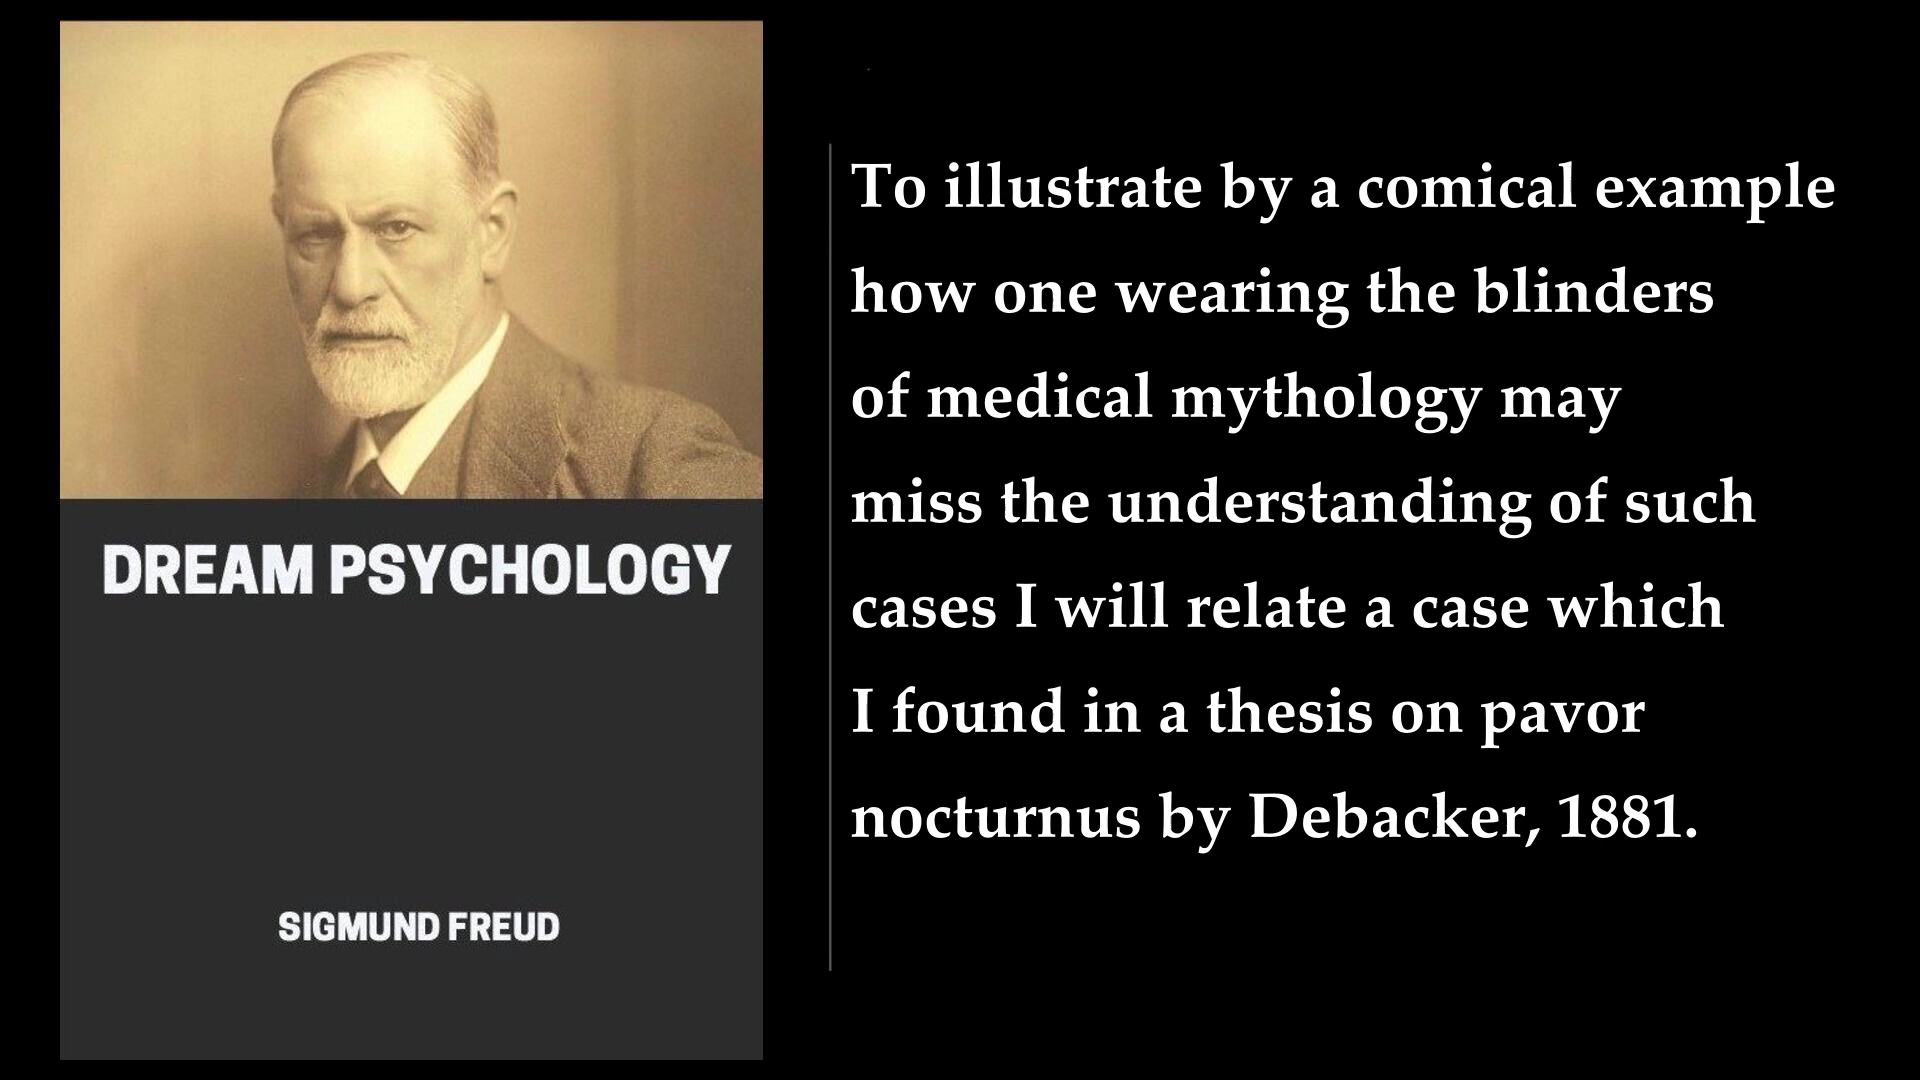 DREAM PSYCHOLOGY
SIGMUND FREUD
To illustrate by a comical example
how one wearing the blinders
of medical mythology may
miss the understanding of such
cases I will relate a case which
I found in a thesis on pavor
nocturnus by Debacker, 1881.